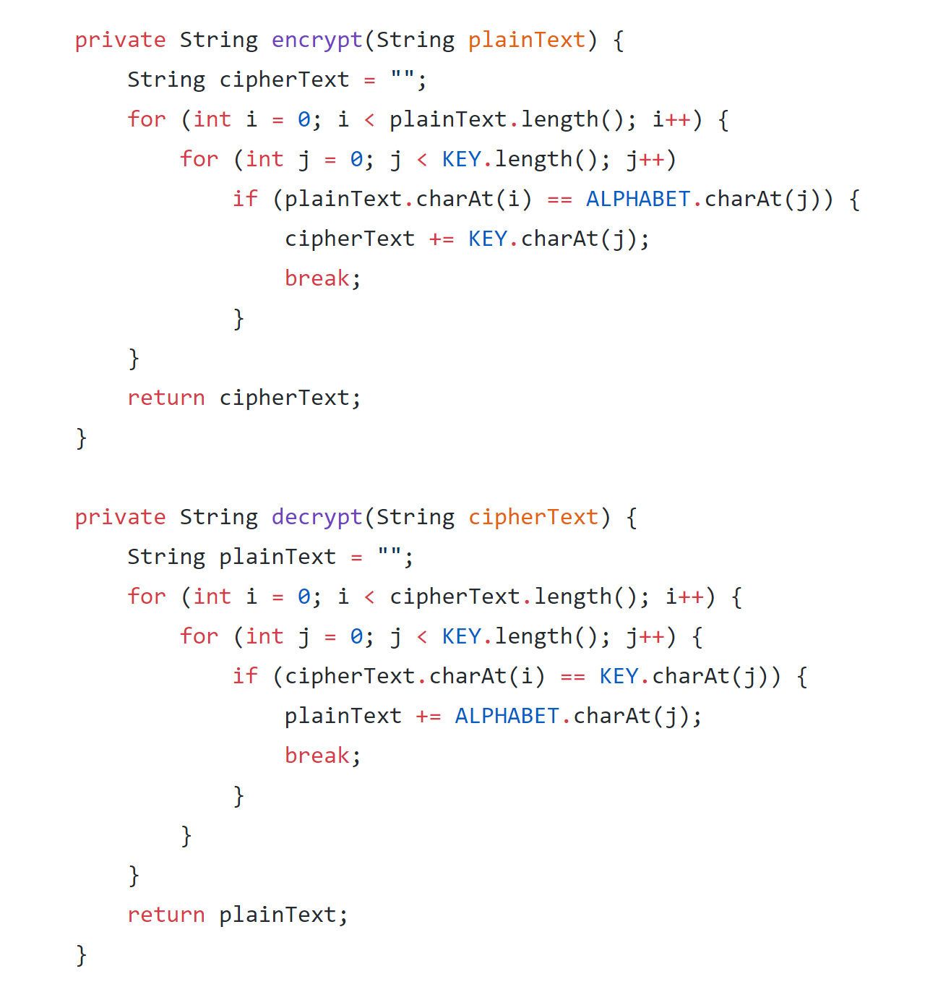 private String encrypt(String plainText) {
    String cipherText = "";
    for (int i = 0; i < plainText.length(); i++) {
        for (int j = 0; j < KEY.length(); j++)
            if (plainText.charAt(i) == ALPHABET.charAt(j)) {
                cipherText += KEY.charAt(j);
                break;
            }
    }
    return cipherText;
}

private String decrypt(String cipherText) {
    String plainText = "";
    for (int i = 0; i < cipherText.length(); i++) {
        for (int j = 0; j < KEY.length(); j++) {
            if (cipherText.charAt(i) == KEY.charAt(j)) {
                plainText += ALPHABET.charAt(j);
                break;
            }
        }
    }
    return plainText;
}